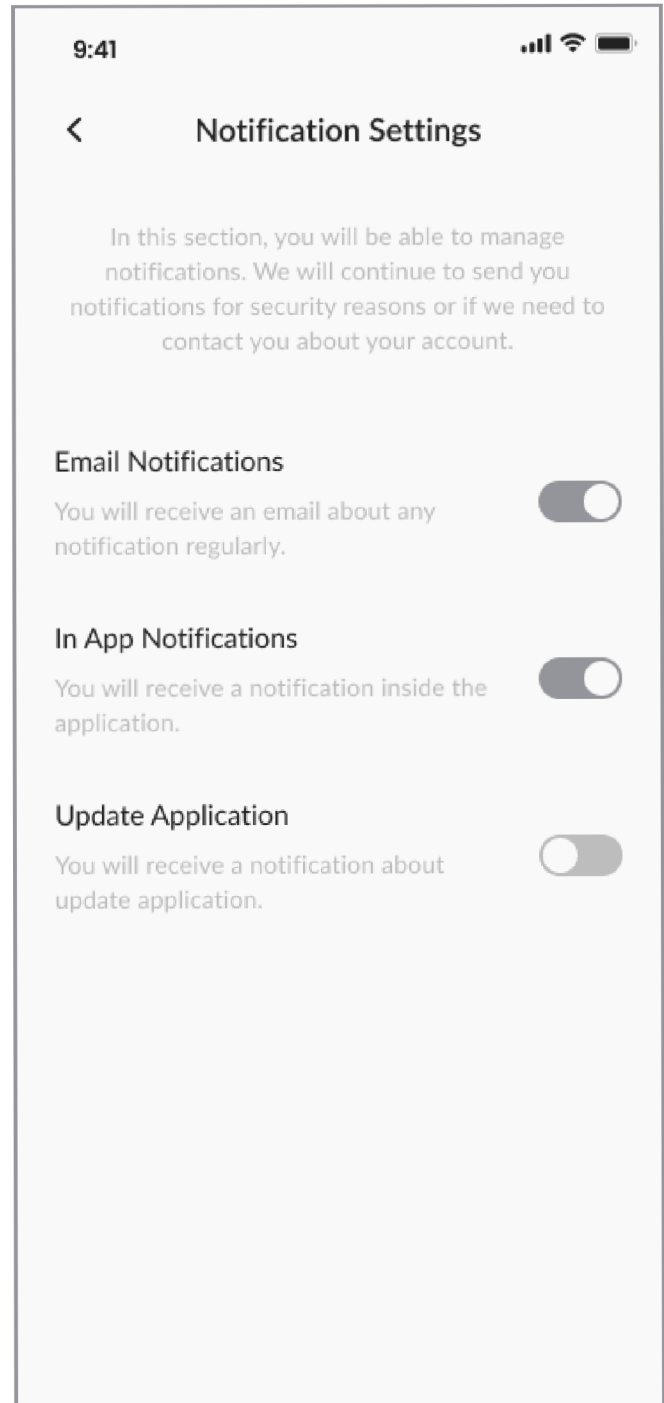 9:41
Notification Settings
In this section, you will be able to manage
notifications. We will continue to send you
notifications for security reasons or if we need to
contact you about your account.
Email Notifications
You will receive an email about any
notification regularly.
In App Notifications
You will receive a notification inside the
application.
Update Application
You will receive a notification about
update application.